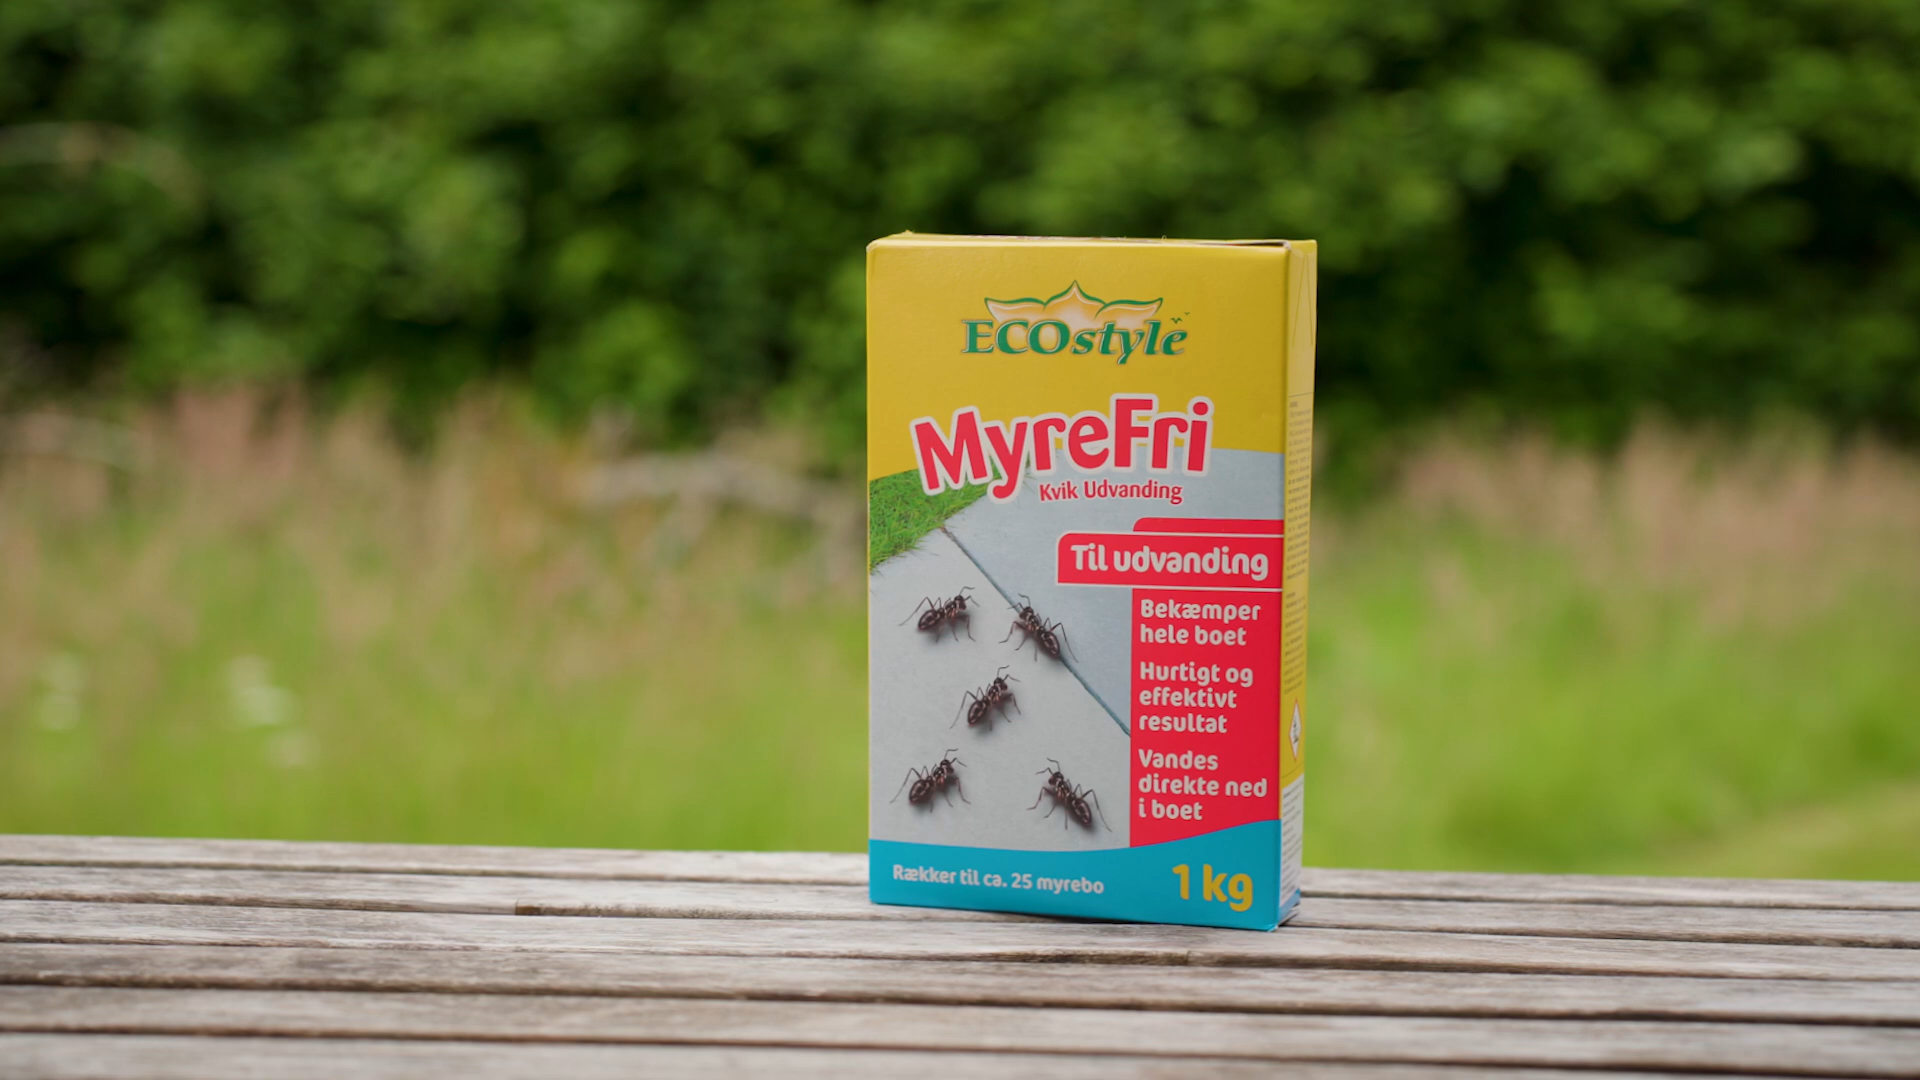 ECOstyle
MyreFri
Kvik Udvanding
Til udvanding
Bekæmper
hele boet
Hurtigt og
effektivt
resultat
Vandes
direkte ned
i boet
Rækker til ca. 25 myrebo
1 kg